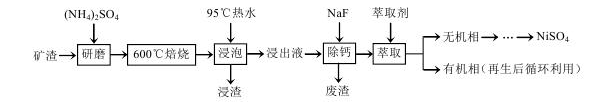 (NH4)2SO4
95℃热水
NaF
萃取剂
矿渣
研磨
600℃焙烧
浸泡
浸出液
除钙
萃取
无机相
…
NiSO4
有机相(再生后循环利用)
浸渣
废渣